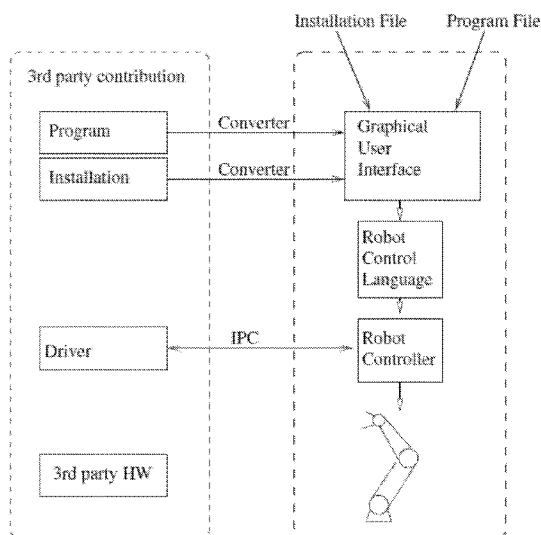 Installation File
Program File
3rd party contribution
Program
Converter
Graphical
User
Interface
Installation
Converter
Robot
Control
Language
Driver
IPC
Robot
Controller
3rd party HW